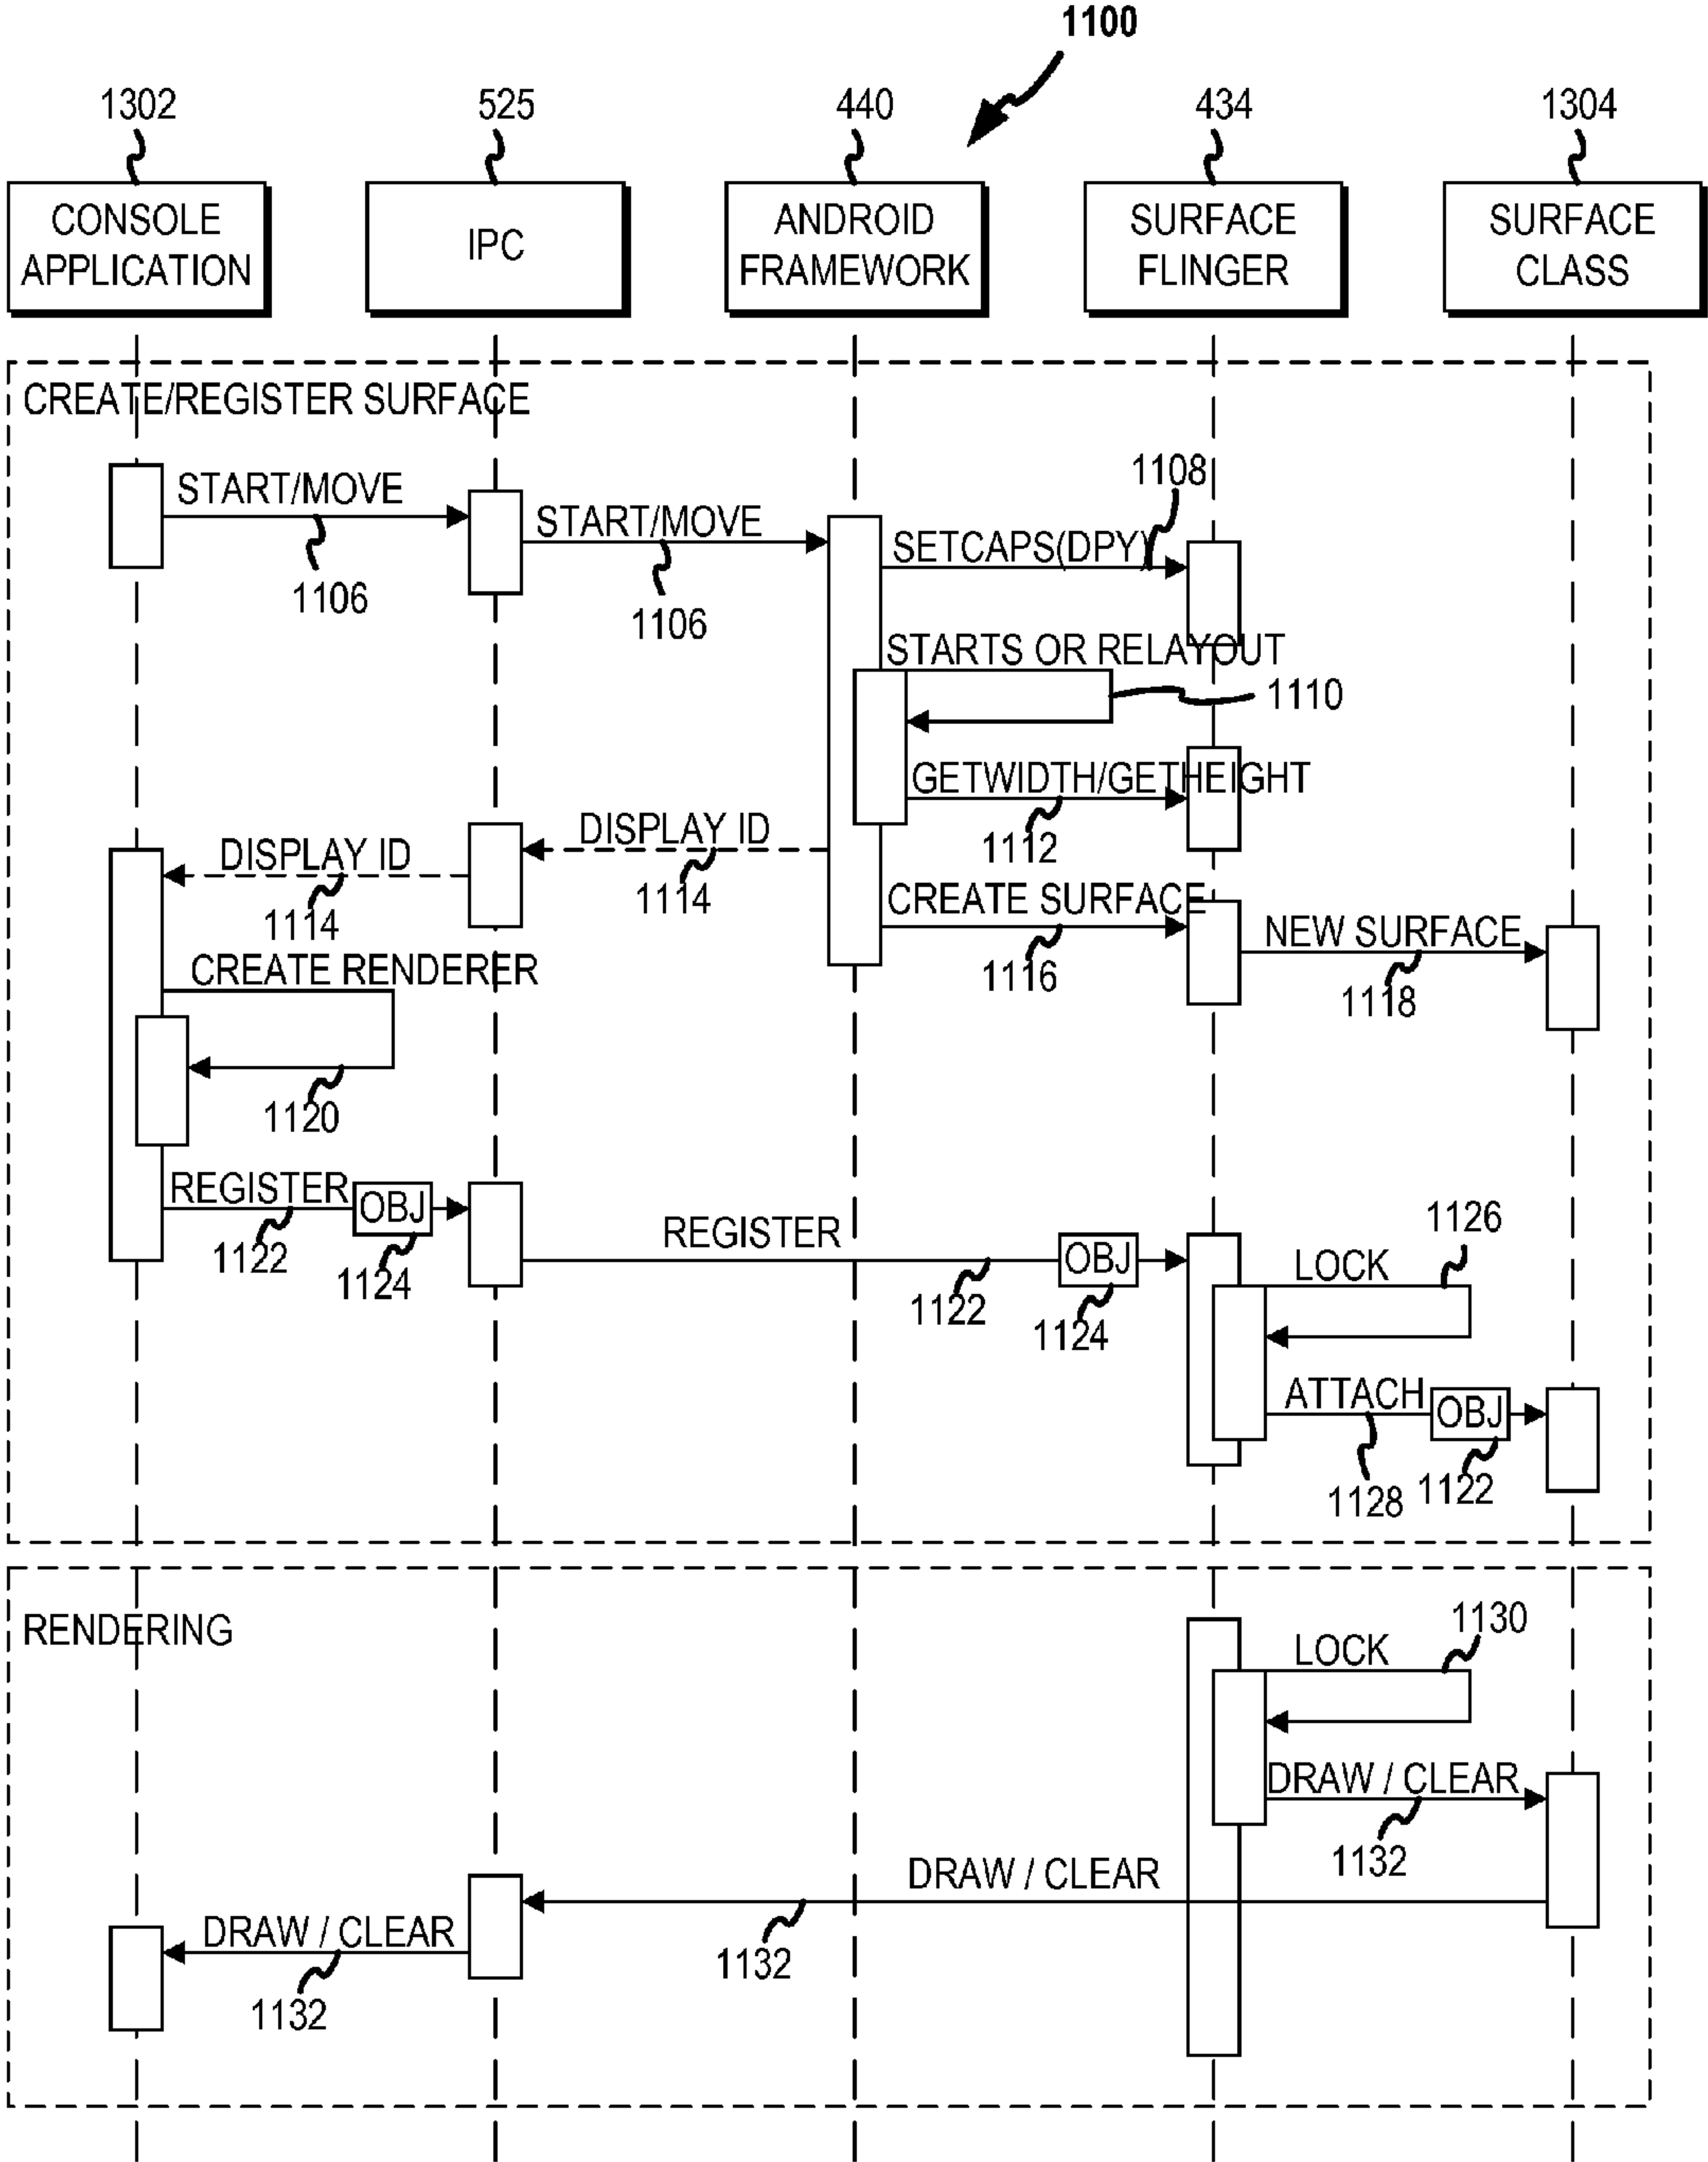 1100
1302
525
440
434
1304
CONSOLE
APPLICATION
IPC
ANDROID
FRAMEWORK
SURFACE
FLINGER
SURFACE
CLASS
CREATE/REGISTER SURFACE
START/MOVE
1106
START/MOVE
1106
1108
SETCAPS(DPY)
STARTS OR RELAYOUT
1110
GETWIDTH/GETHEIGHT
1112
DISPLAY ID
1114
DISPLAY ID
1114
CREATE SURFACE
1116
NEW SURFACE
1118
CREATE RENDERER
1120
REGISTER
OBJ
1122
1124
REGISTER
OBJ
1122
1124
1126
LOCK
ATTACH
OBJ
1128
1122
RENDERING
1130
LOCK
DRAW / CLEAR
1132
DRAW / CLEAR
1132
DRAW / CLEAR
1132